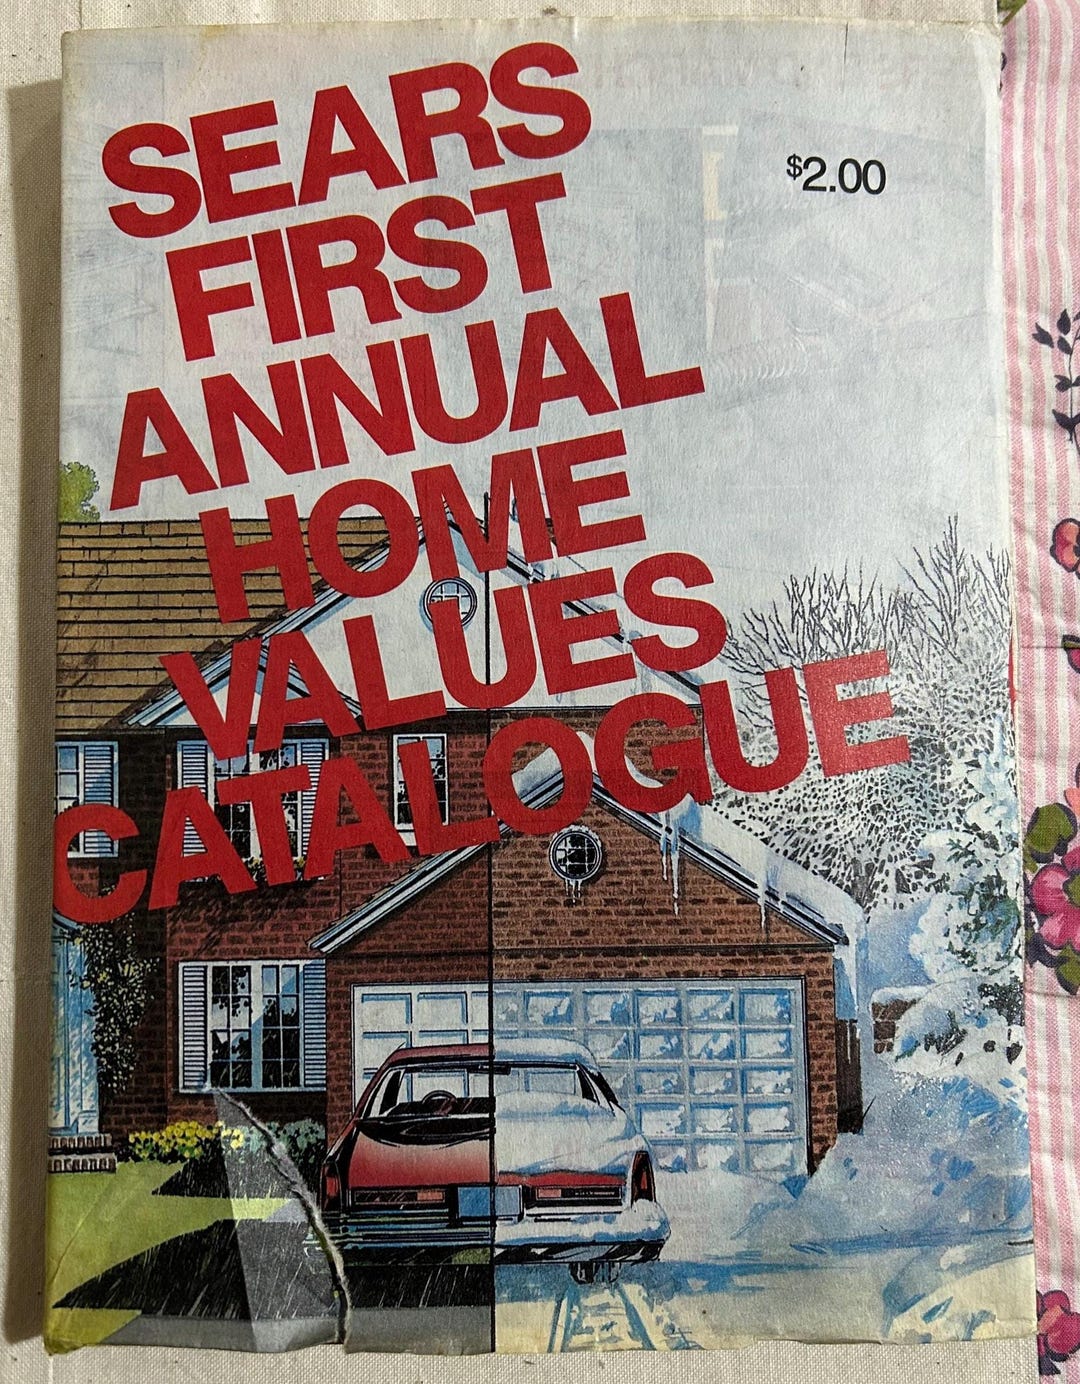 SEARS
FIRST
ANNUAL
HOME
VALUES
CATALOGUE
$2.00